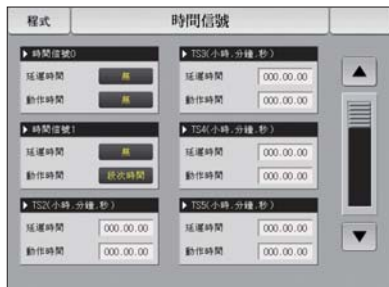 程式
時間信號
時間信號0
延遲時間
無
動作時間
無
時間信號1
延遲時間
無
動作時間
段次時間
TS2(小時.分鐘.秒)
延遲時間
000.00.00
動作時間
000.00.00
TS3(小時.分鐘.秒)
延遲時間
000.00.00
動作時間
000.00.00
TS4(小時.分鐘.秒)
延遲時間
000.00.00
動作時間
000.00.00
TS5(小時.分鐘.秒)
延遲時間
000.00.00
動作時間
000.00.00